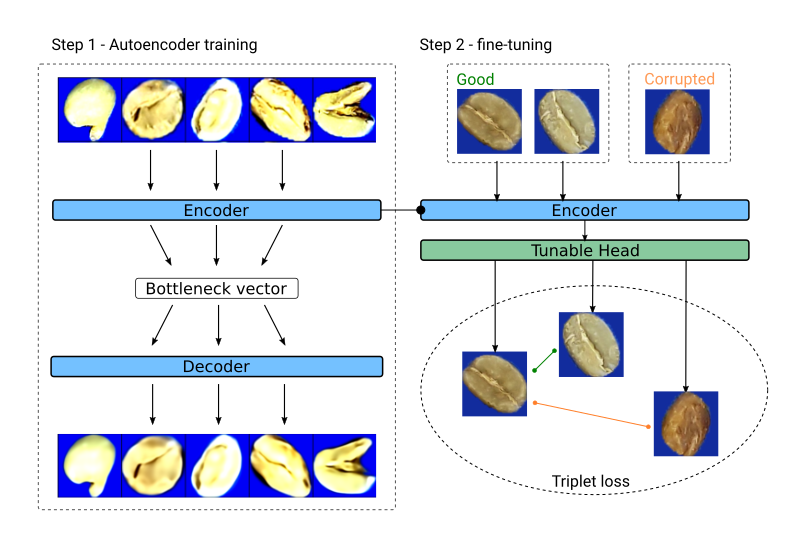 Step 1 - Autoencoder training
Encoder
Bottleneck vector
Decoder
Step 2 - fine-tuning
Good
Corrupted
Encoder
Tunable Head
Triplet loss